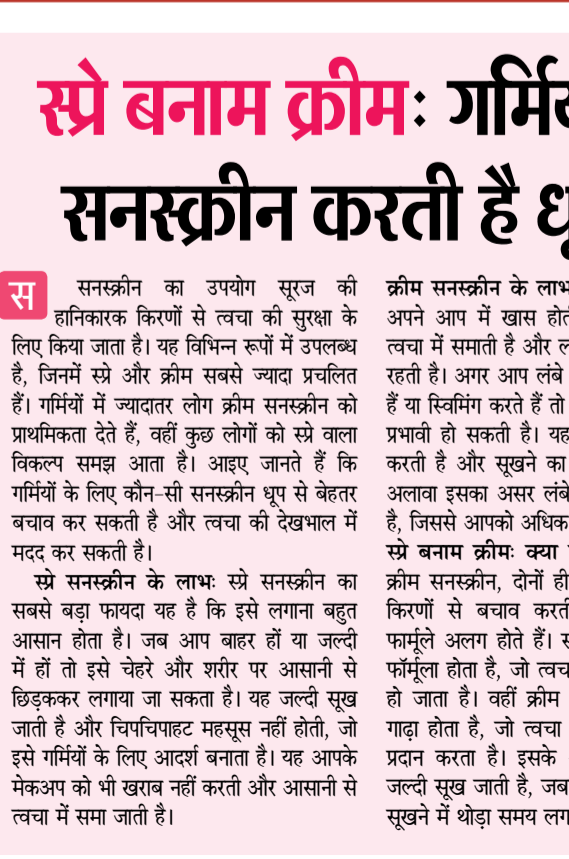 स्प्रे बनाम क्रीमः
सनस्क्रीन करती है
स
सनस्क्रीन का उपयोग सूरज की
हानिकारक किरणों से त्वचा की सुरक्षा के
लिए किया जाता है। यह विभिन्न रूपों में उपलब्ध
है, जिनमें स्प्रे और क्रीम सबसे ज्यादा प्रचलित
हैं। गर्मियों में ज्यादातर लोग क्रीम सनस्क्रीन को
प्राथमिकता देते हैं, वहीं कुछ लोगों को स्प्रे वाला
विकल्प समझ आता है। आइए जानते हैं कि
गर्मियों के लिए कौन-सी सनस्क्रीन धूप से बेहतर
बचाव कर सकती है और त्वचा की देखभाल में
मदद कर सकती है।
स्प्रे सनस्क्रीन के लाभः स्प्रे सनस्क्रीन का
सबसे बड़ा फायदा यह है कि इसे लगाना बहुत
आसान होता है। जब आप बाहर हों या जल्दी
में हों तो इसे चेहरे और शरीर पर आसानी से
छिड़ककर लगाया जा सकता है। यह जल्दी सूख
जाती है और चिपचिपाहट महसूस नहीं होती, जो
इसे गर्मियों के लिए आदर्श बनाता है। यह आपके
मेकअप को भी खराब नहीं करती और आसानी से
त्वचा में समा जाती है।
क्रीम सनस्क्रीन के लाभ
अपने आप में खास
त्वचा में समाती है और
रहती है। अगर आप लंबे
हैं या स्विमिंग करते हैं तो
प्रभावी हो सकती है। यह
करती है और सूखने का
अलावा इसका असर लंबे
है, जिससे आपको अधिक
स्प्रे बनाम क्रीमः क्या
क्रीम सनस्क्रीन, दोनों ही
किरणों से बचाव
फार्मूले अलग होते हैं।
फॉर्मूला होता है, जो
हो जाता है। वहीं क्रीम
गाढ़ा होता है, जो त्वचा
प्रदान करता है। इसके
जल्दी सूख जाती है, जब
सूखने में थोड़ा समय